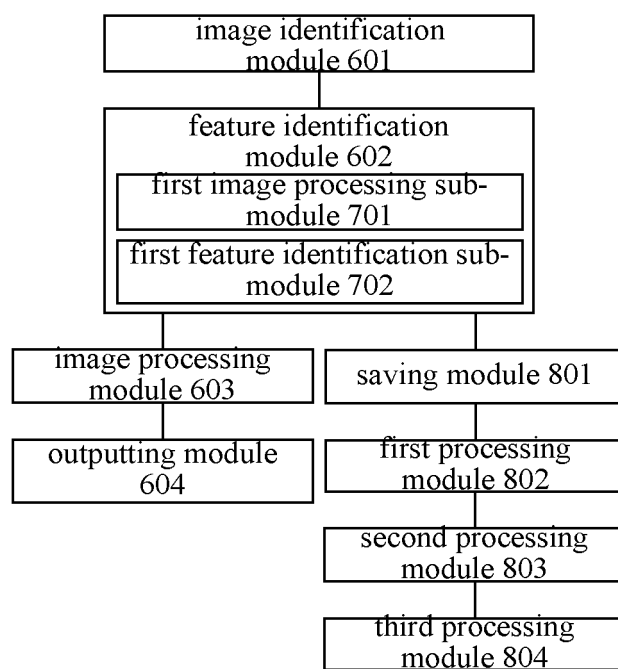 image identification
module 601
feature identification
module 602
first image processing sub-
module 701
first feature identification sub-
module 702
image processing
module 603
outputting module
604
saving module 801
first processing
module 802
second processing
module 803
third processing
module 804